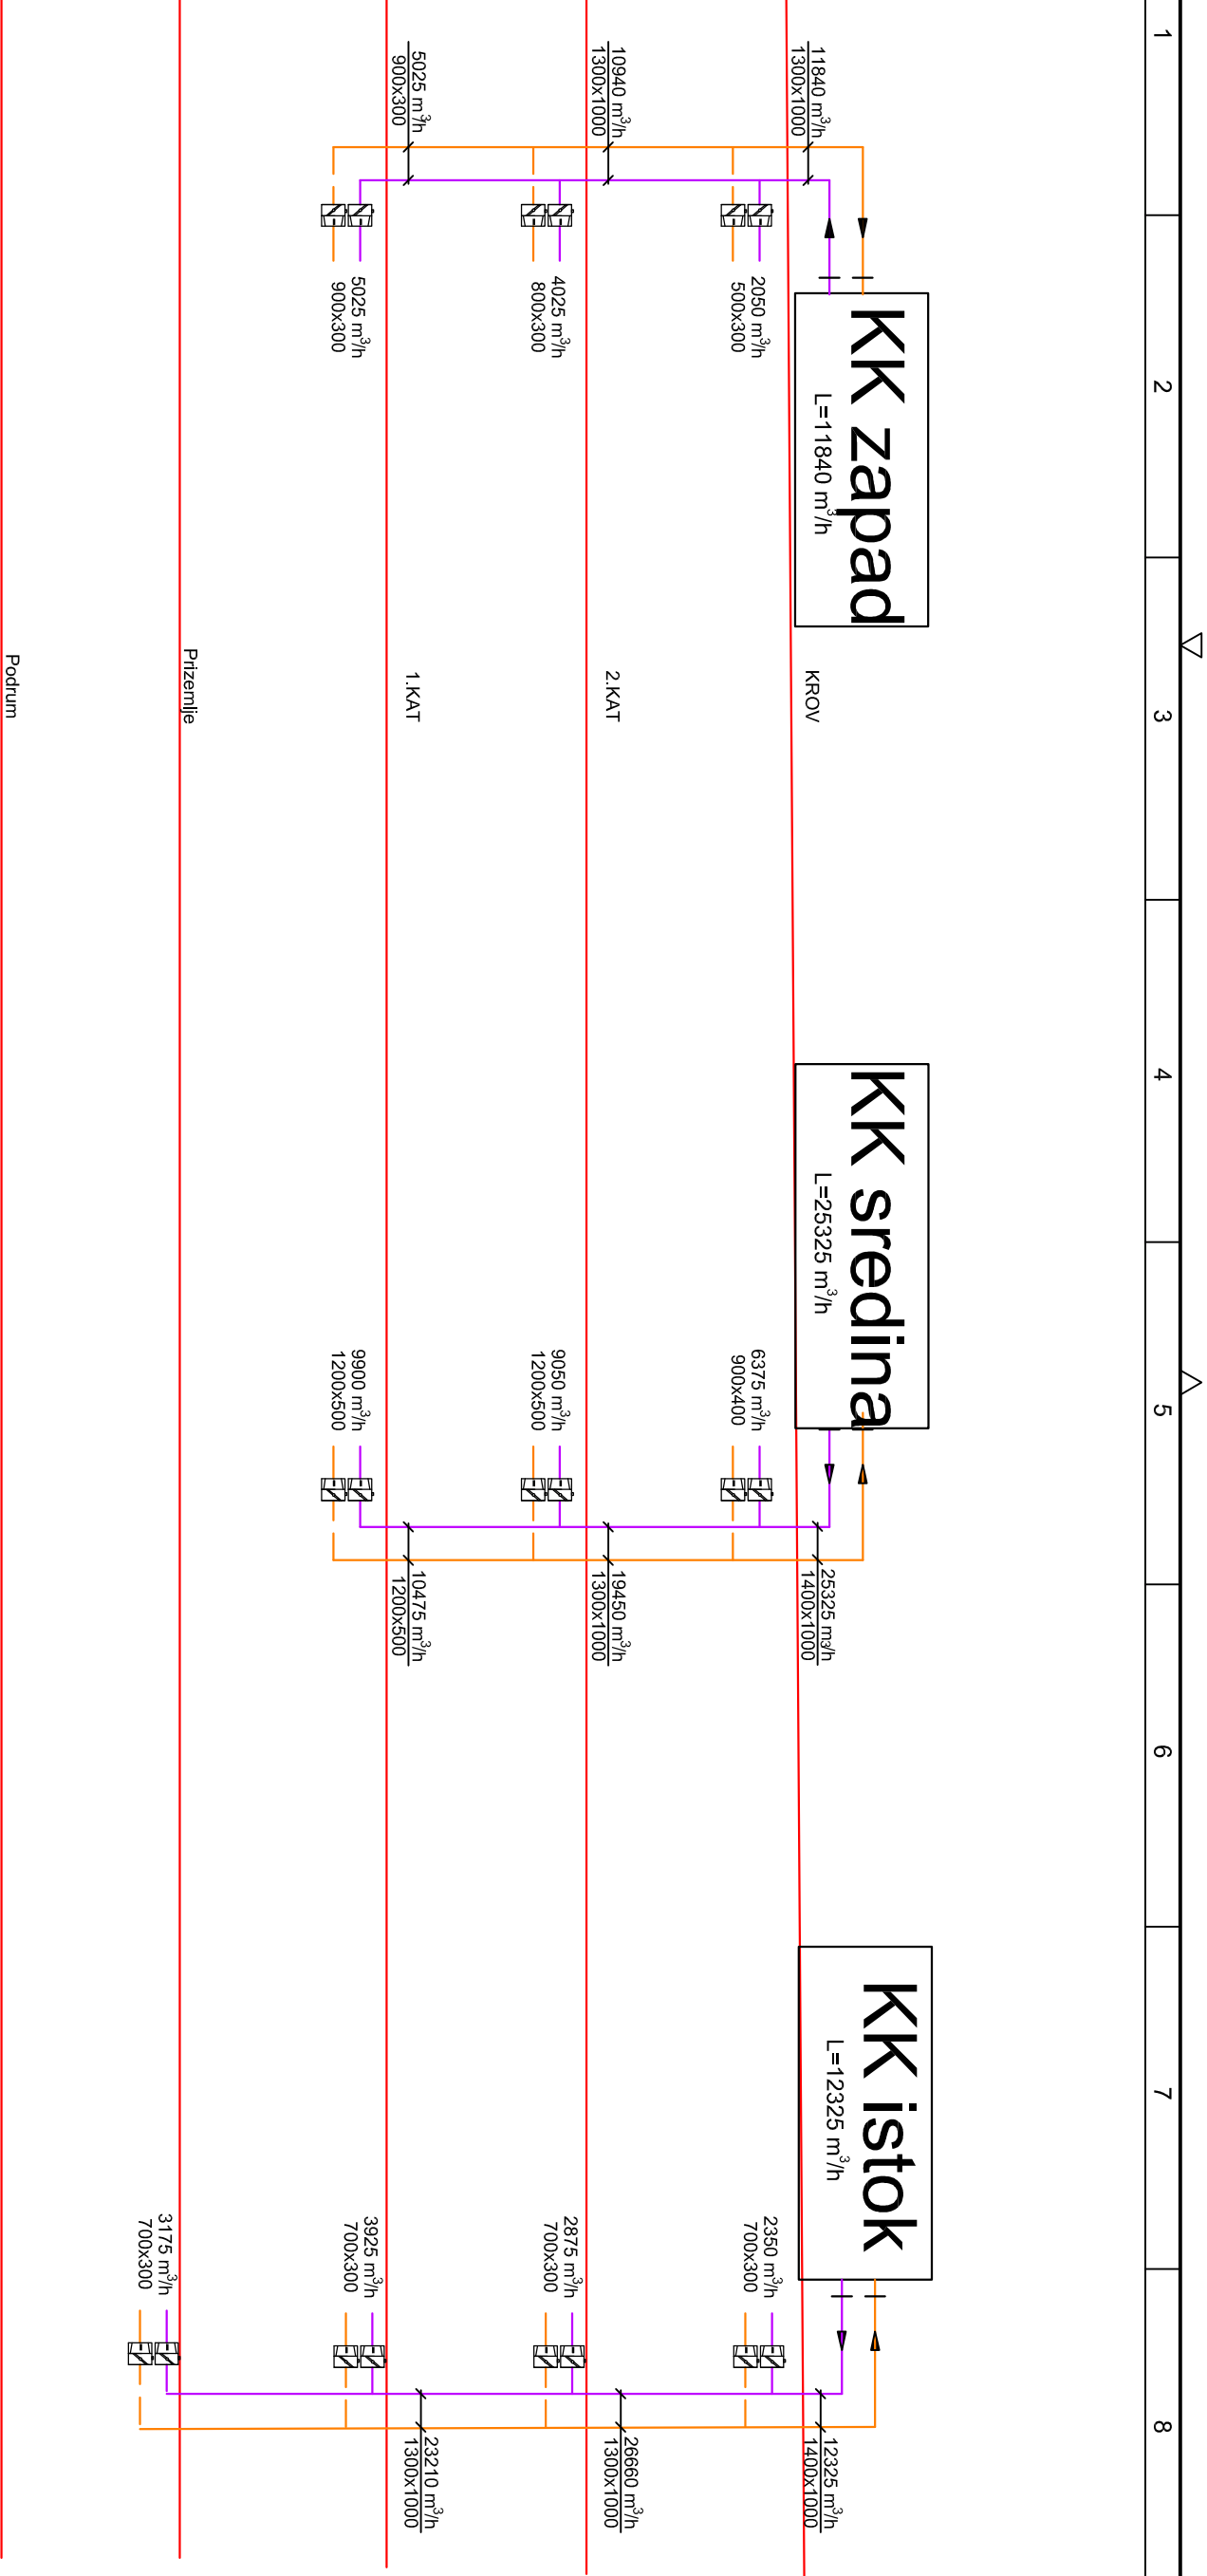 1
2
3
4
5
6
7
8
KK zapad
L=11840 m³/h
KK sredina
L=25325 m³/h
KK istok
L=12325 m³/h
11840 m³/h
1300x1000
KROV
25325 m3/h
1400x1000
12325 m³/h
1400x1000
2050 m³/h
500x300
6375 m³/h
900x400
2350 m³/h
700x300
10940 m³/h
1300x1000
2.KAT
19450 m³/h
1300x1000
26660 m³/h
1300x1000
4025 m³/h
800x300
9050 m³/h
1200x500
2875 m³/h
700x300
5025 m³/h
900x300
1.KAT
10475 m³/h
1200x500
23210 m³/h
1300x1000
5025 m³/h
900x300
9900 m³/h
1200x500
3925 m³/h
700x300
Prizemlje
3175 m³/h
700x300
Podrum